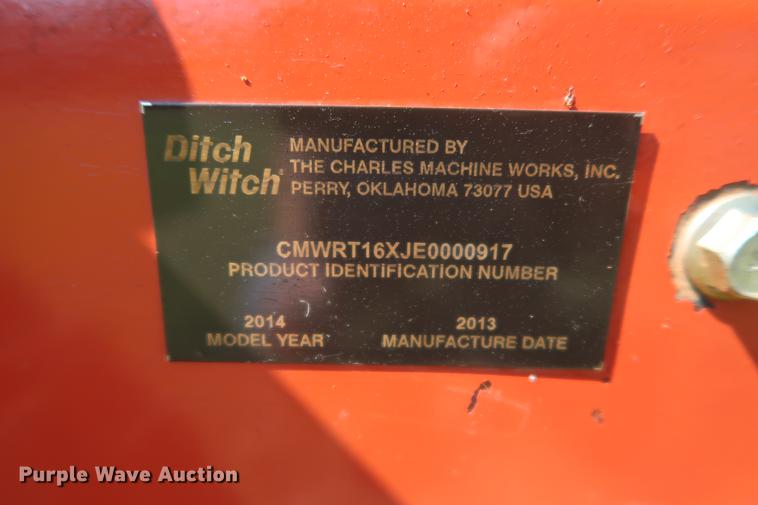 Ditch
Witch®
MANUFACTURED BY
THE CHARLES MACHINE WORKS, INC.
PERRY, OKLAHOMA 73077 USA
CMWRT16XJE0000917
PRODUCT IDENTIFICATION NUMBER
2014
MODEL YEAR
2013
MANUFACTURE DATE
Purple Wave Auction